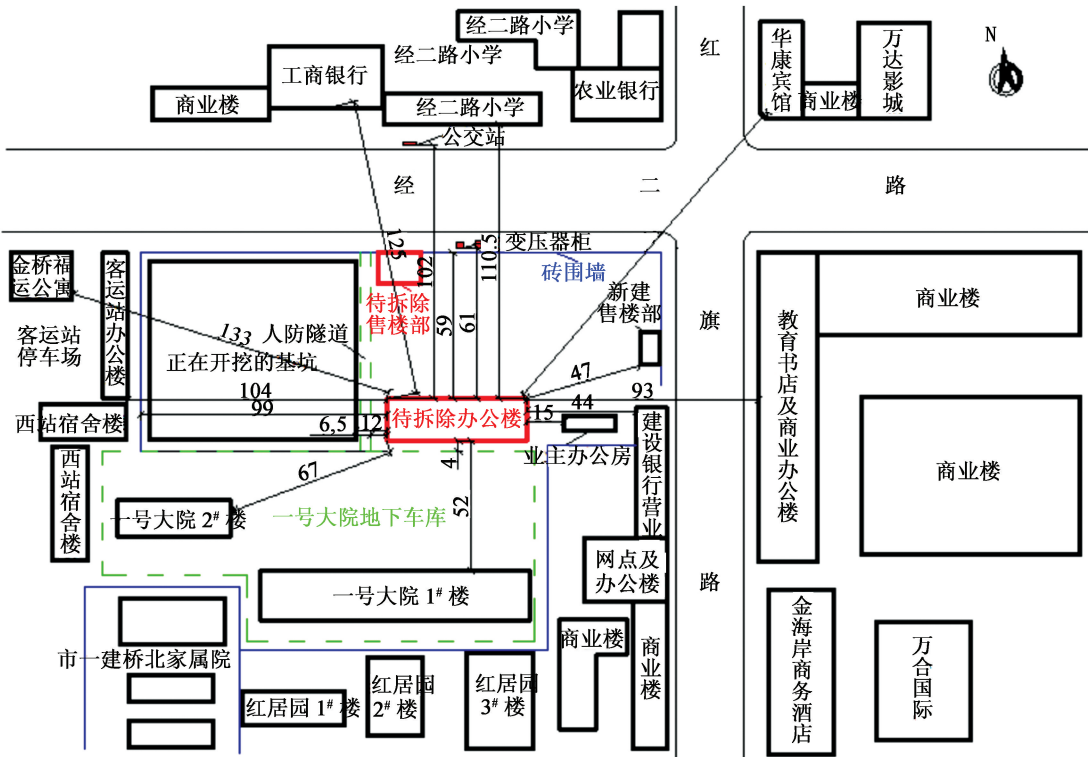 经二路小学
经二路小学
工商银行
商业楼
经二路小学
农业银行
公交站
红
旗
路
华康宾馆
商业楼
万达影城
N
经
二
路
125
102
110.5
59
61
变压器柜
砖围墙
待拆除
售楼部
新建
售楼部
金桥福
运公寓
客运站
停车场
客运站办公楼
133
人防隧道
正在开挖的基坑
104
99
6,5
12
待拆除办公楼
47
93
15
44
业主办公房
西站宿舍楼
西站宿舍楼
67
4
52
一号大院 2# 楼
一号大院地下车库
一号大院 1# 楼
建设银行营业
网点及
办公楼
商业楼
商业楼
教育书店及商业办公楼
商业楼
商业楼
金海岸商务酒店
万合国际
市一建桥北家属院
红居园 1# 楼
红居园
2# 楼
红居园
3# 楼